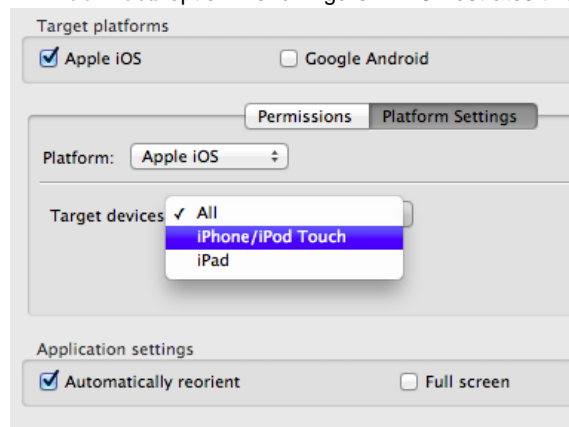 Target platforms
Apple iOS Google Android
Permissions Platform Settings
Platform: Apple iOS
Target devices ✓ All
iPhone/iPod Touch
iPad
Application settings
Automatically reorient Full screen